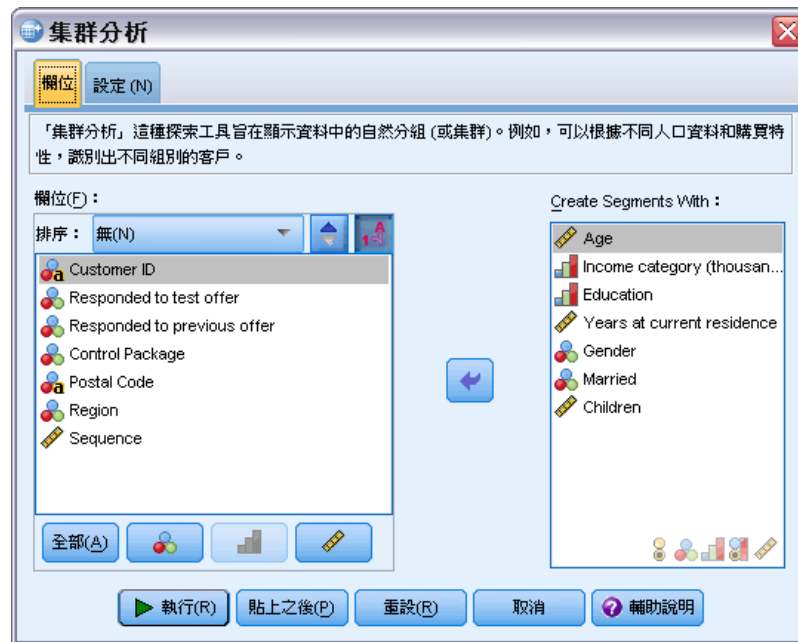 集群分析
欄位
設定 (N)
「集群分析」這種探索工具旨在顯示資料中的自然分組 (或集群)。例如，可以根據不同人口資料和購買特
性，識別出不同組別的客戶。
欄位(F)：
排序：
無(N)
Customer ID
Responded to test offer
Responded to previous offer
Control Package
Postal Code
Region
Sequence
全部(A)
Create Segments With：
Age
Income category (thousan...
Education
Years at current residence
Gender
Married
Children
執行(R)
貼上之後(P)
重設(R)
取消
輔助說明